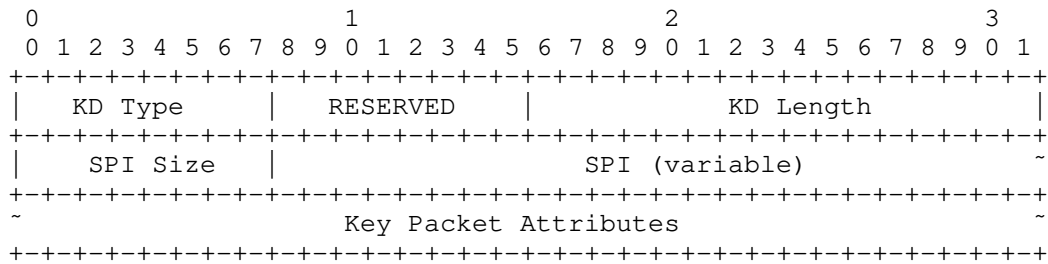 0                   1                   2                   3
 0 1 2 3 4 5 6 7 8 9 0 1 2 3 4 5 6 7 8 9 0 1 2 3 4 5 6 7 8 9 0 1
+-+-+-+-+-+-+-+-+-+-+-+-+-+-+-+-+-+-+-+-+-+-+-+-+-+-+-+-+-+-+-+-+
|   KD Type     |   RESERVED    |            KD Length          |
+-+-+-+-+-+-+-+-+-+-+-+-+-+-+-+-+-+-+-+-+-+-+-+-+-+-+-+-+-+-+-+-+
|    SPI Size   |                   SPI (variable)              ~
+-+-+-+-+-+-+-+-+-+-+-+-+-+-+-+-+-+-+-+-+-+-+-+-+-+-+-+-+-+-+-+-+
~                    Key Packet Attributes                      ~
+-+-+-+-+-+-+-+-+-+-+-+-+-+-+-+-+-+-+-+-+-+-+-+-+-+-+-+-+-+-+-+-+